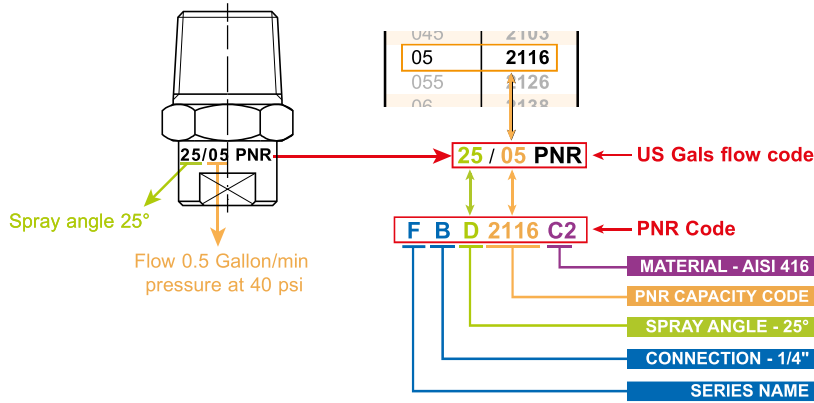 045 2103
05 2116
055 2126
06 2138
25/05 PNR
25 / 05 PNR
US Gals flow code
Spray angle 25°
F B D 2116 C2
PNR Code
Flow 0.5 Gallon/min
pressure at 40 psi
MATERIAL - AISI 416
PNR CAPACITY CODE
SPRAY ANGLE - 25°
CONNECTION - 1/4"
SERIES NAME